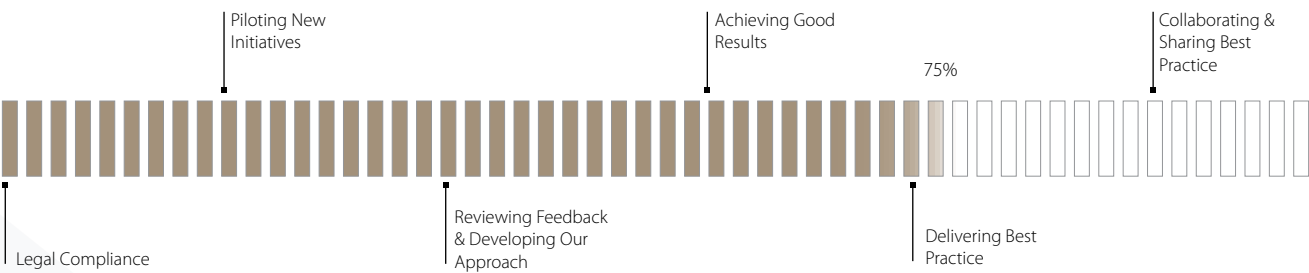 Piloting New
Initiatives
Achieving Good
Results
Collaborating &
Sharing Best
Practice
75%
Legal Compliance
Reviewing Feedback
& Developing Our
Approach
Delivering Best
Practice